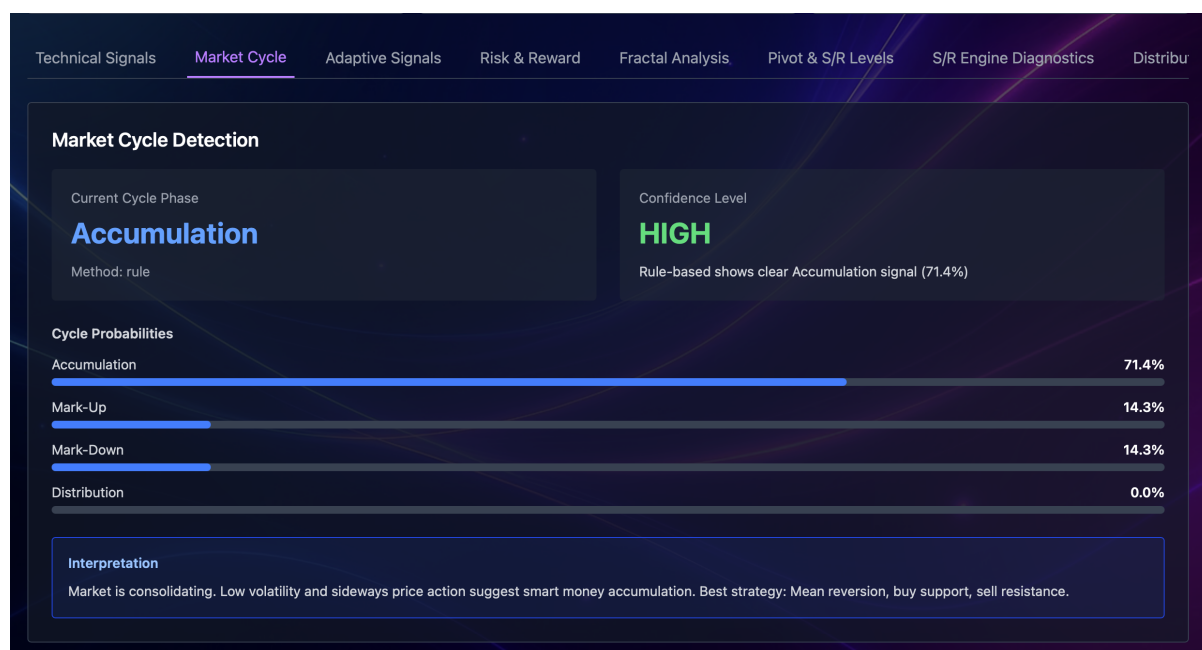 Technical Signals Market Cycle Adaptive Signals Risk & Reward Fractal Analysis Pivot & S/R Levels S/R Engine Diagnostics Distribu
Market Cycle Detection
Current Cycle Phase
Accumulation
Method: rule
Confidence Level
HIGH
Rule-based shows clear Accumulation signal (71.4%)
Cycle Probabilities
Accumulation 71.4%
Mark-Up 14.3%
Mark-Down 14.3%
Distribution 0.0%
Interpretation
Market is consolidating. Low volatility and sideways price action suggest smart money accumulation. Best strategy: Mean reversion, buy support, sell resistance.